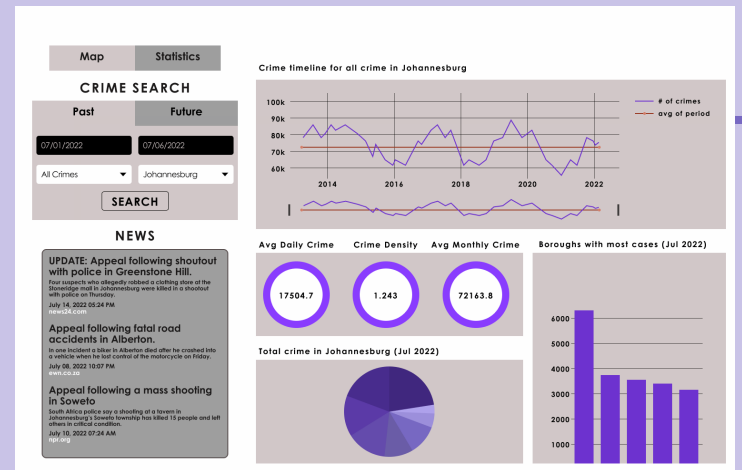 Map
Statistics
CRIME SEARCH
Past
Future
07/01/2022
07/06/2022
All Crimes
Johannesburg
SEARCH
NEWS
UPDATE: Appeal following shoutout
with police in Greenstone Hill.
Four suspects who allegedly robbed a clothing store at the
Stoneridge mall in Johannesburg were killed in a shootout
with police on Thursday.
July 14, 2022 05:24 PM
news24.com
Appeal following fatal road
accidents in Alberton.
In one incident a biker in Alberton died after he crashed into
a vehicle when he lost control of the motorcycle on Friday.
July 08, 2022 10:07 PM
ewn.co.za
Appeal following a mass shooting
in Soweto
South Africa police say a shooting at a tavern in
Johannesburg's Soweto township has killed 15 people and left
others in critical condition.
July 10, 2022 07:24 AM
npr.org
Crime timeline for all crime in Johannesburg
100k
90k
80k
70k
60k
2014
2016
2018
2020
2022
# of crimes
avg of period
Avg Daily Crime
Crime Density
Avg Monthly Crime
17504.7
1.243
72163.8
Total crime in Johannesburg (Jul 2022)
Boroughs with most cases (Jul 2022)
6000
5000
4000
3000
2000
1000